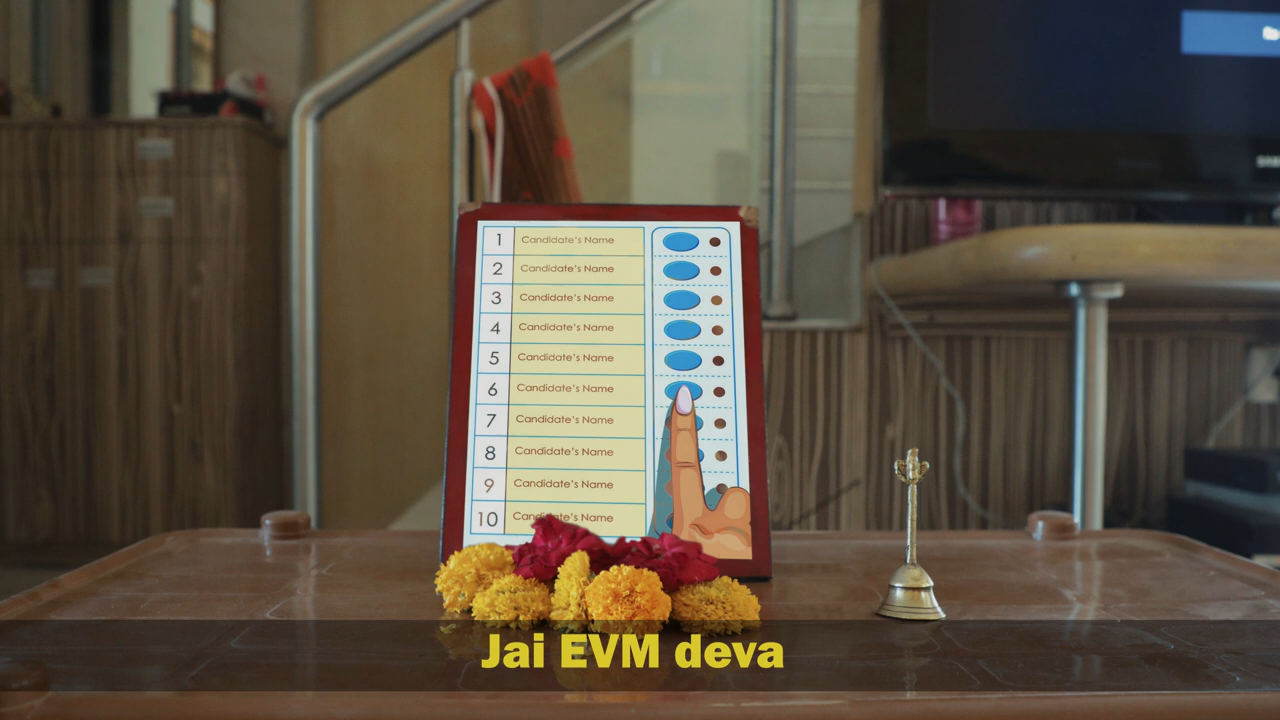 1 Candidate's Name
2 Candidate's Name
3 Candidate's Name
4 Candidate's Name
5 Candidate's Name
6 Candidate's Name
7 Candidate's Name
8 Candidate's Name
9 Candidate's Name
10 Candidate's Name
Jai EVM deva